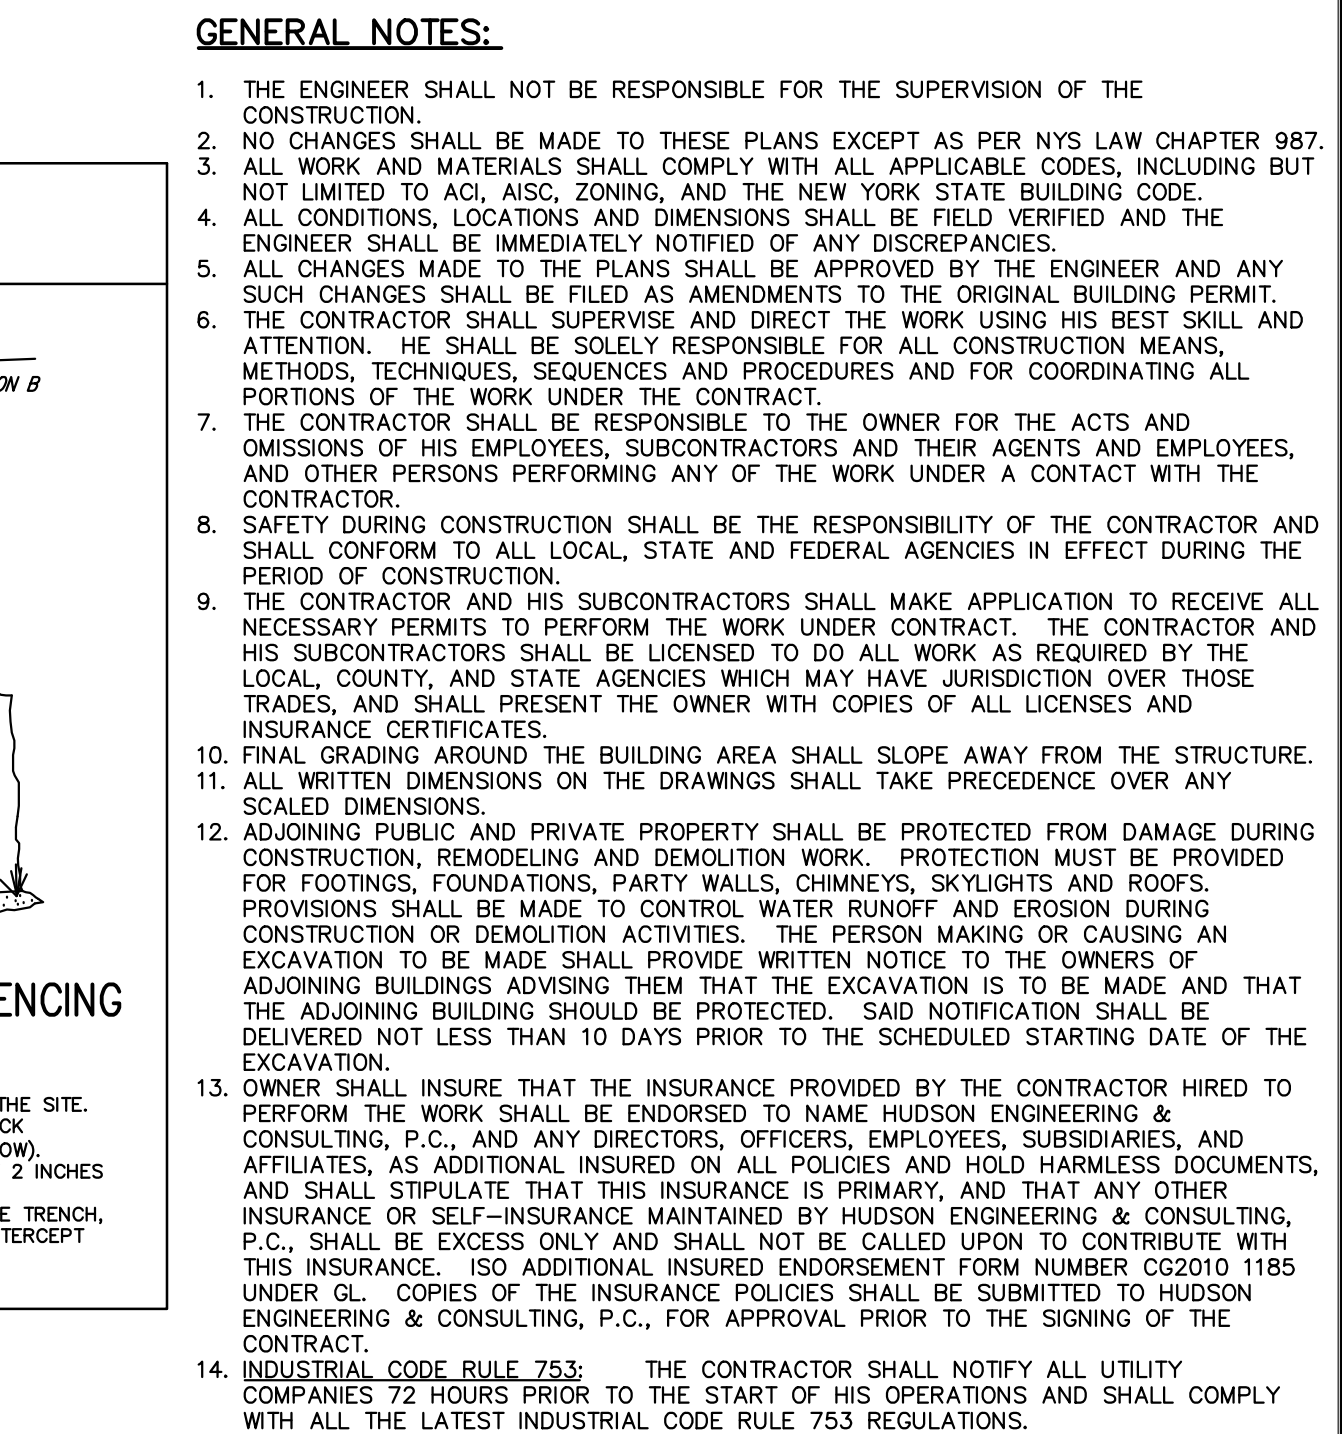 GENERAL NOTES:
1. THE ENGINEER SHALL NOT BE RESPONSIBLE FOR THE SUPERVISION OF THE
CONSTRUCTION.
2. NO CHANGES SHALL BE MADE TO THESE PLANS EXCEPT AS PER NYS LAW CHAPTER 987.
3. ALL WORK AND MATERIALS SHALL COMPLY WITH ALL APPLICABLE CODES, INCLUDING BUT
NOT LIMITED TO ACI, AISC, ZONING, AND THE NEW YORK STATE BUILDING CODE.
4. ALL CONDITIONS, LOCATIONS AND DIMENSIONS SHALL BE FIELD VERIFIED AND THE
ENGINEER SHALL BE IMMEDIATELY NOTIFIED OF ANY DISCREPANCIES.
5. ALL CHANGES MADE TO THE PLANS SHALL BE APPROVED BY THE ENGINEER AND ANY
SUCH CHANGES SHALL BE FILED AS AMENDMENTS TO THE ORIGINAL BUILDING PERMIT.
6. THE CONTRACTOR SHALL SUPERVISE AND DIRECT THE WORK USING HIS BEST SKILL AND
ATTENTION. HE SHALL BE SOLELY RESPONSIBLE FOR ALL CONSTRUCTION MEANS,
METHODS, TECHNIQUES, SEQUENCES AND PROCEDURES AND FOR COORDINATING ALL
PORTIONS OF THE WORK UNDER THE CONTRACT.
7. THE CONTRACTOR SHALL BE RESPONSIBLE TO THE OWNER FOR THE ACTS AND
OMISSIONS OF HIS EMPLOYEES, SUBCONTRACTORS AND THEIR AGENTS AND EMPLOYEES,
AND OTHER PERSONS PERFORMING ANY OF THE WORK UNDER A CONTACT WITH THE
CONTRACTOR.
8. SAFETY DURING CONSTRUCTION SHALL BE THE RESPONSIBILITY OF THE CONTRACTOR AND
SHALL CONFORM TO ALL LOCAL, STATE AND FEDERAL AGENCIES IN EFFECT DURING THE
PERIOD OF CONSTRUCTION.
9. THE CONTRACTOR AND HIS SUBCONTRACTORS SHALL MAKE APPLICATION TO RECEIVE ALL
NECESSARY PERMITS TO PERFORM THE WORK UNDER CONTRACT. THE CONTRACTOR AND
HIS SUBCONTRACTORS SHALL BE LICENSED TO DO ALL WORK AS REQUIRED BY THE
LOCAL, COUNTY, AND STATE AGENCIES WHICH MAY HAVE JURISDICTION OVER THOSE
TRADES, AND SHALL PRESENT THE OWNER WITH COPIES OF ALL LICENSES AND
INSURANCE CERTIFICATES.
10. FINAL GRADING AROUND THE BUILDING AREA SHALL SLOPE AWAY FROM THE STRUCTURE.
11. ALL WRITTEN DIMENSIONS ON THE DRAWINGS SHALL TAKE PRECEDENCE OVER ANY
SCALED DIMENSIONS.
12. ADJOINING PUBLIC AND PRIVATE PROPERTY SHALL BE PROTECTED FROM DAMAGE DURING
CONSTRUCTION, REMODELING AND DEMOLITION WORK. PROTECTION MUST BE PROVIDED
FOR FOOTINGS, FOUNDATIONS, PARTY WALLS, CHIMNEYS, SKYLIGHTS AND ROOFS.
PROVISIONS SHALL BE MADE TO CONTROL WATER RUNOFF AND EROSION DURING
CONSTRUCTION OR DEMOLITION ACTIVITIES. THE PERSON MAKING OR CAUSING AN
EXCAVATION TO BE MADE SHALL PROVIDE WRITTEN NOTICE TO THE OWNERS OF
ADJOINING BUILDINGS ADVISING THEM THAT THE EXCAVATION IS TO BE MADE AND THAT
THE ADJOINING BUILDING SHOULD BE PROTECTED. SAID NOTIFICATION SHALL BE
DELIVERED NOT LESS THAN 10 DAYS PRIOR TO THE SCHEDULED STARTING DATE OF THE
EXCAVATION.
13. OWNER SHALL INSURE THAT THE INSURANCE PROVIDED BY THE CONTRACTOR HIRED TO
PERFORM THE WORK SHALL BE ENDORSED TO NAME HUDSON ENGINEERING &
CONSULTING, P.C., AND ANY DIRECTORS, OFFICERS, EMPLOYEES, SUBSIDIARIES, AND
AFFILIATES, AS ADDITIONAL INSURED ON ALL POLICIES AND HOLD HARMLESS DOCUMENTS,
AND SHALL STIPULATE THAT THIS INSURANCE IS PRIMARY, AND THAT ANY OTHER
INSURANCE OR SELF-INSURANCE MAINTAINED BY HUDSON ENGINEERING & CONSULTING,
P.C., SHALL BE EXCESS ONLY AND SHALL NOT BE CALLED UPON TO CONTRIBUTE WITH
THIS INSURANCE. ISO ADDITIONAL INSURED ENDORSEMENT FORM NUMBER CG2010 1185
UNDER GL. COPIES OF THE INSURANCE POLICIES SHALL BE SUBMITTED TO HUDSON
ENGINEERING & CONSULTING, P.C., FOR APPROVAL PRIOR TO THE SIGNING OF THE
CONTRACT.
14. INDUSTRIAL CODE RULE 753: THE CONTRACTOR SHALL NOTIFY ALL UTILITY
COMPANIES 72 HOURS PRIOR TO THE START OF HIS OPERATIONS AND SHALL COMPLY
WITH ALL THE LATEST INDUSTRIAL CODE RULE 753 REGULATIONS.
ON B
ENCING
THE SITE.
CK
OW).
2 INCHES
E TRENCH,
TERCEPT